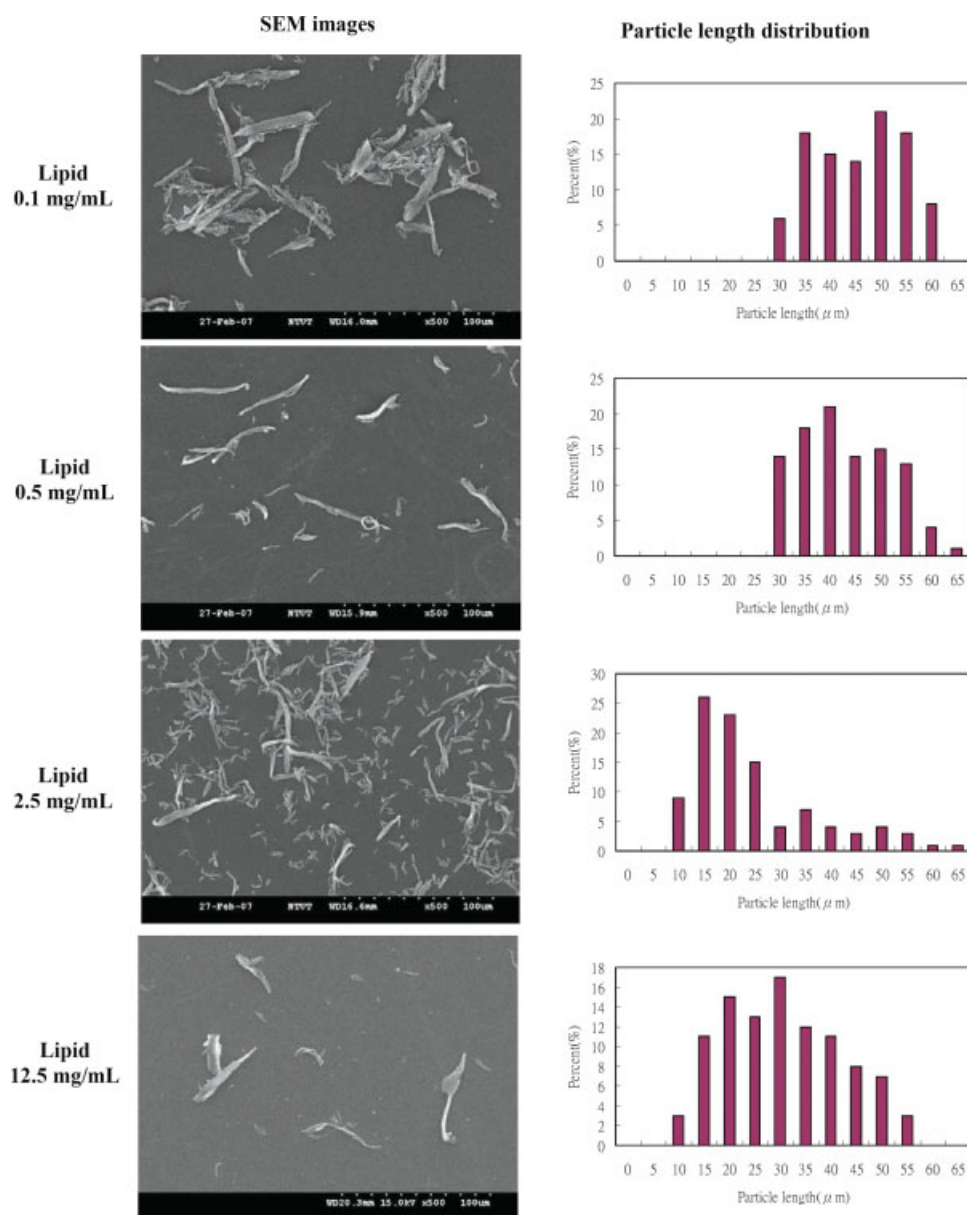 SEM images
Particle length distribution
Lipid
0.1 mg/mL
27-Feb-07 NTUT WD16.0mm x500 100um
25
20
15
10
5
0
Percent(%)
0 5 10 15 20 25 30 35 40 45 50 55 60 65
Particle length(μm)
Lipid
0.5 mg/mL
27-Feb-07 NTUT WD15.9mm x500 100um
25
20
15
10
5
0
Percent(%)
0 5 10 15 20 25 30 35 40 45 50 55 60 65
Particle length(μm)
Lipid
2.5 mg/mL
27-Feb-07 NTUT WD16.6mm x500 100um
30
25
20
15
10
5
0
Percent(%)
0 5 10 15 20 25 30 35 40 45 50 55 60 65
Particle length(μm)
Lipid
12.5 mg/mL
WD20.3mm 15.0kV x500 100um
18
16
14
12
10
8
6
4
2
0
Percent(%)
0 5 10 15 20 25 30 35 40 45 50 55 60 65
Particle length(μm)